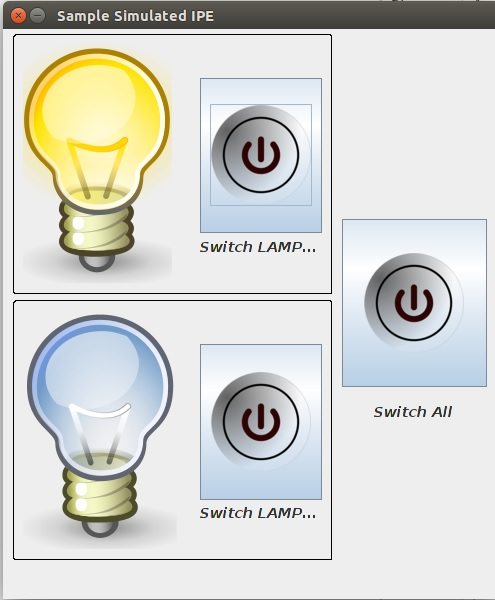 Sample Simulated IPE
Switch LAMP...
Switch All
Switch LAMP...